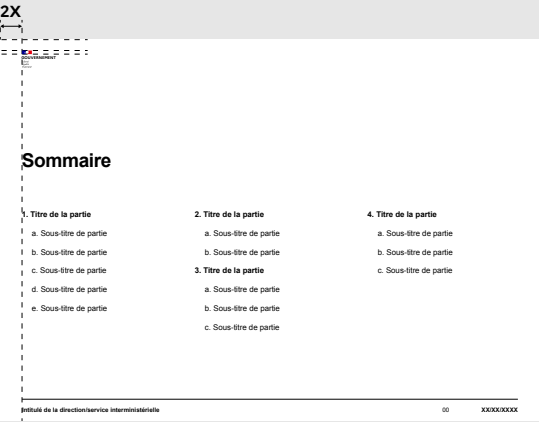 2X
GOUVERNEMENT
Sommaire
1. Titre de la partie
a. Sous-titre de partie
b. Sous-titre de partie
c. Sous-titre de partie
d. Sous-titre de partie
e. Sous-titre de partie
2. Titre de la partie
a. Sous-titre de partie
b. Sous-titre de partie
3. Titre de la partie
a. Sous-titre de partie
b. Sous-titre de partie
c. Sous-titre de partie
4. Titre de la partie
a. Sous-titre de partie
b. Sous-titre de partie
c. Sous-titre de partie
Intitulé de la direction/service interministérielle
00
XX/XX/XXXX